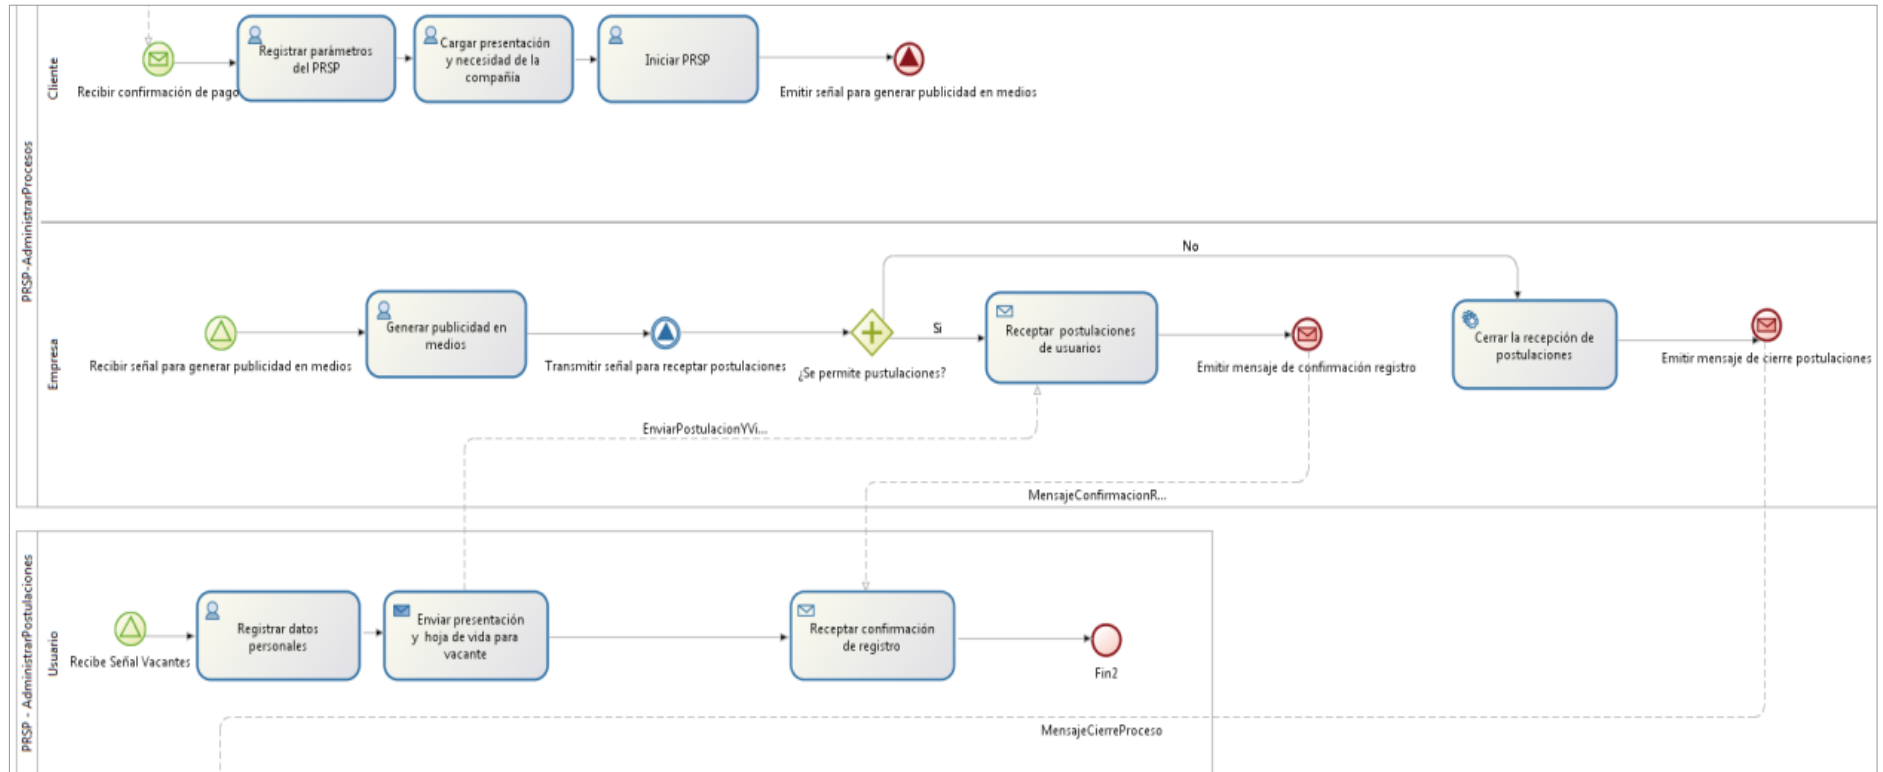 PRSP-AdministrarProcesos
Cliente
Recibir confirmación de pago
Registrar parámetros
del PRSP
Cargar presentación
y necesidad de la
compañia
Iniciar PRSP
Emitir señal para generar publicidad en medios
Empresa
Recibir señal para generar publicidad en medios
Generar publicidad en
medios
Transmitir señal para receptar postulaciones
¿Se permite pustulaciones?
No
Si
Receptar postulaciones
de usuarios
Emitir mensaje de confirmación registro
Cerrar la recepción de
postulaciones
Emitir mensaje de cierre postulaciones
EnviarPostulacionYVi...
MensajeConfirmacionR...
PRSP - AdministrarPostulaciones
Usuario
Recibe Señal Vacantes
Registrar datos
personales
Enviar presentación
y hoja de vida para
vacante
Receptar confirmación
de registro
Fin2
MensajeCierreProceso